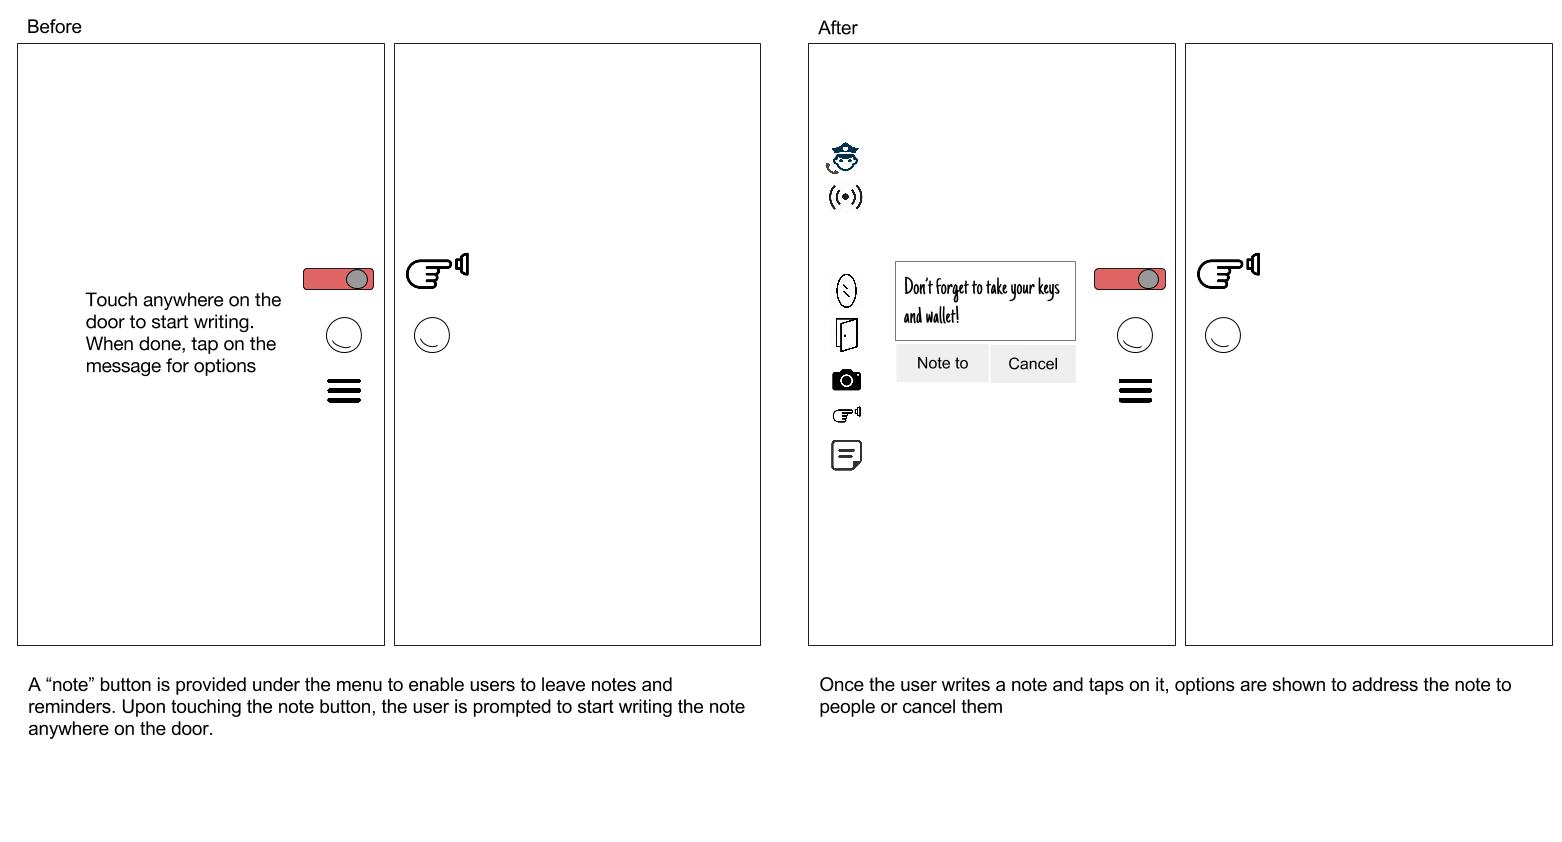 Before
After
Touch anywhere on the
door to start writing.
When done, tap on the
message for options
Don't forget to take your keys
and wallet!
Note to
Cancel
A “note” button is provided under the menu to enable users to leave notes and
reminders. Upon touching the note button, the user is prompted to start writing the note
anywhere on the door.
Once the user writes a note and taps on it, options are shown to address the note to
people or cancel them